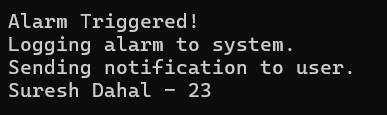 Alarm Triggered!
Logging alarm to system.
Sending notification to user.
Suresh Dahal - 23